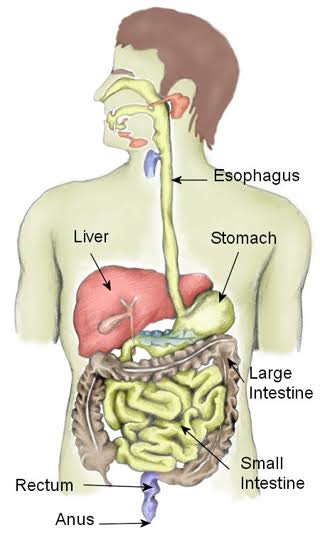 Esophagus
Liver
Stomach
Large
Intestine
Small
Intestine
Rectum
Anus